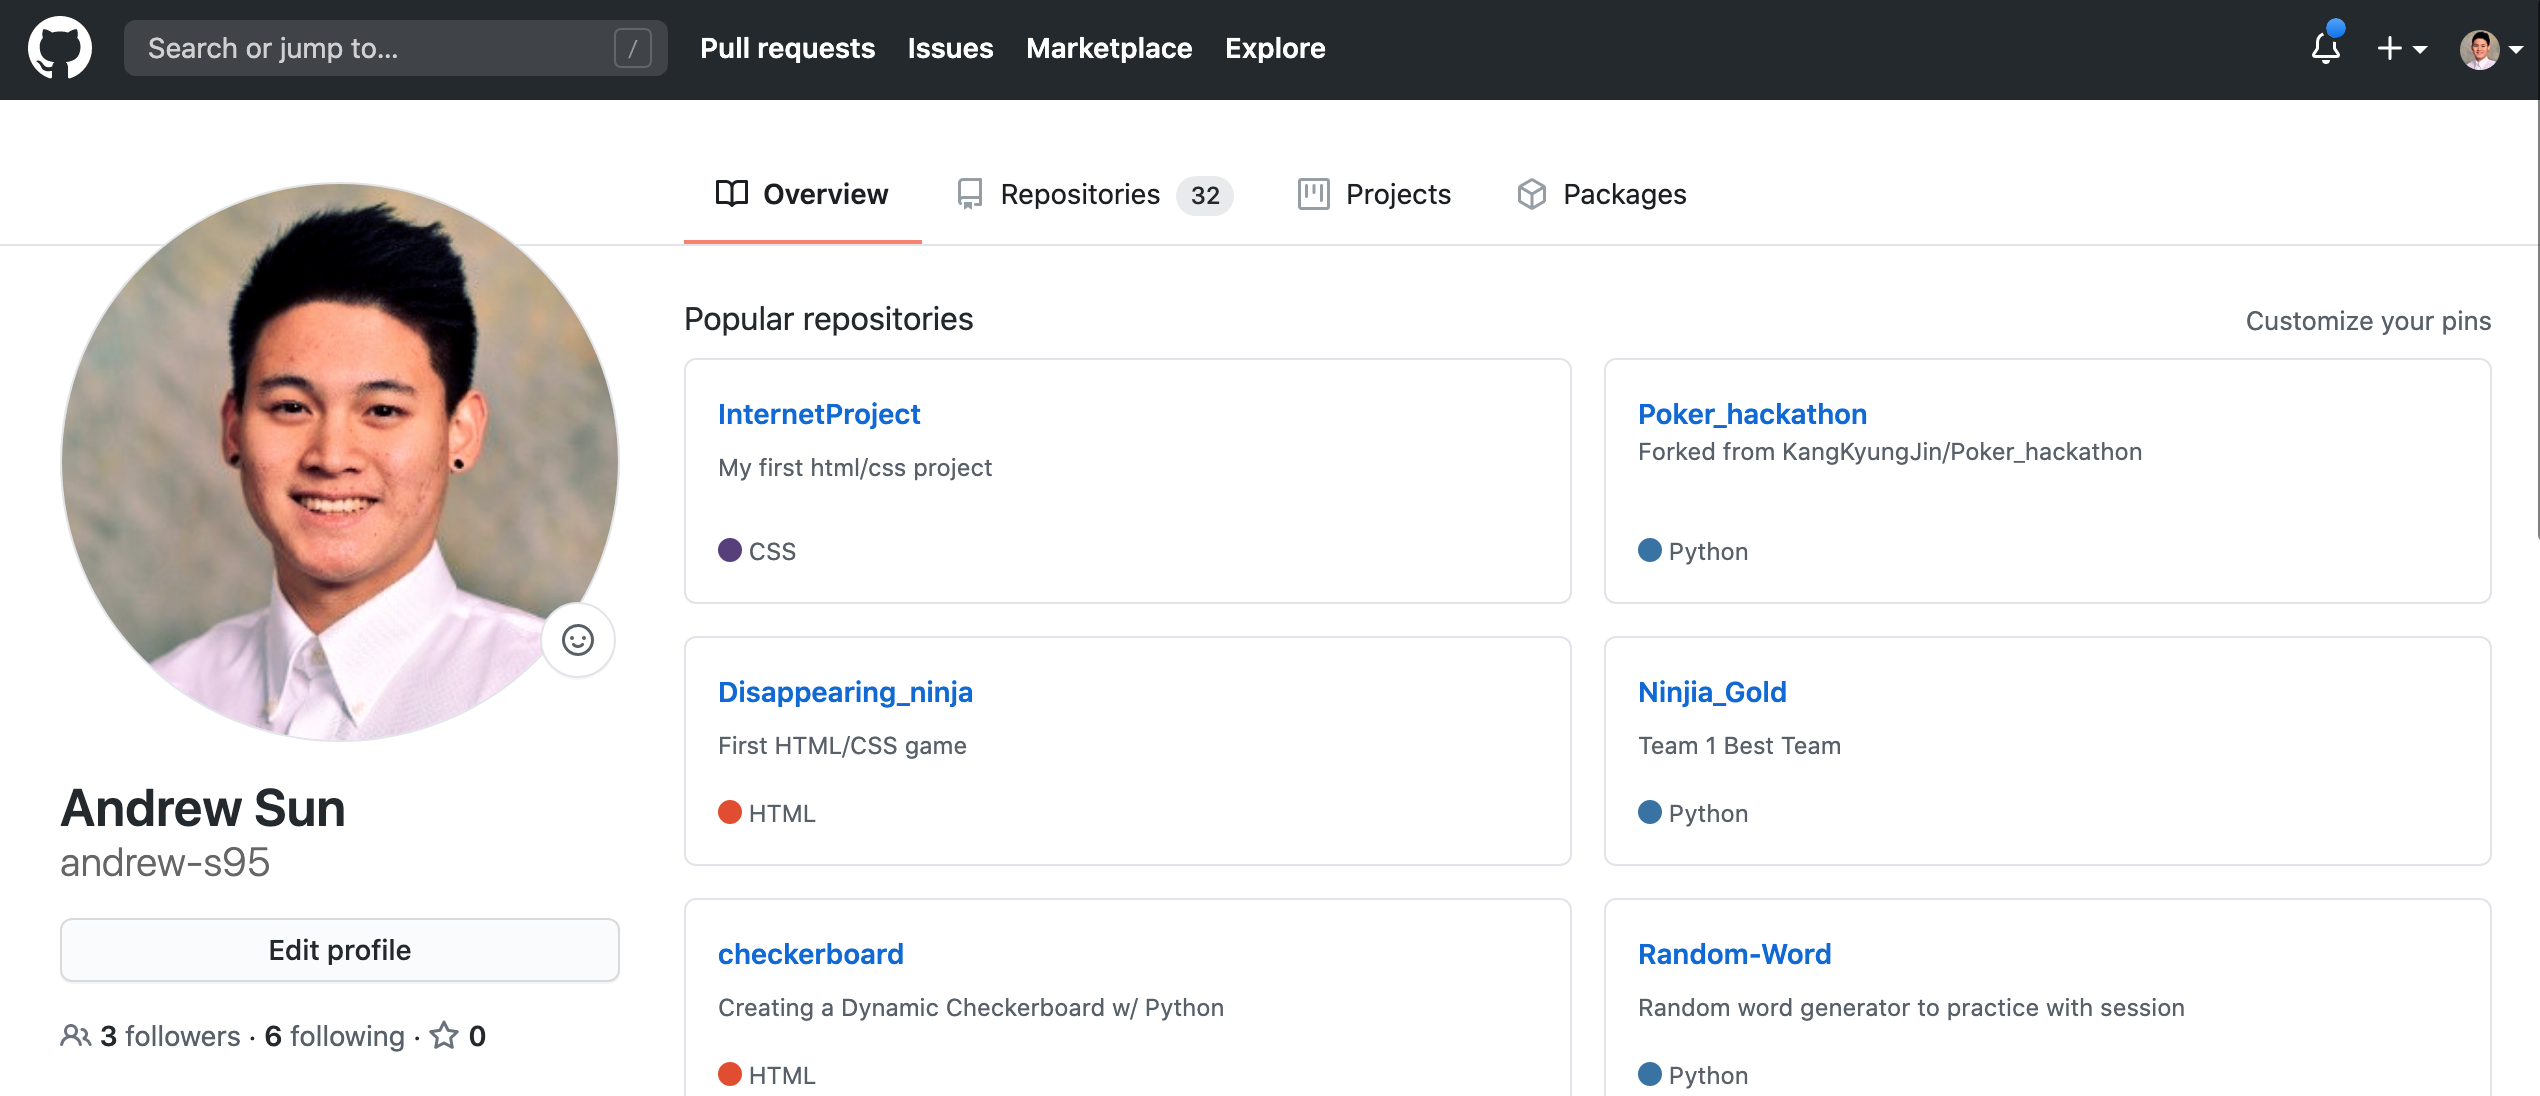 Search or jump to... /
Pull requests Issues Marketplace Explore
Overview Repositories 32 Projects Packages
Popular repositories
Customize your pins
InternetProject
My first html/css project
CSS
Poker_hackathon
Forked from KangKyungJin/Poker_hackathon
Python
Disappearing_ninja
First HTML/CSS game
HTML
Ninjia_Gold
Team 1 Best Team
Python
checkerboard
Creating a Dynamic Checkerboard w/ Python
HTML
Random-Word
Random word generator to practice with session
Python
Andrew Sun
andrew-s95
Edit profile
3 followers · 6 following · 0